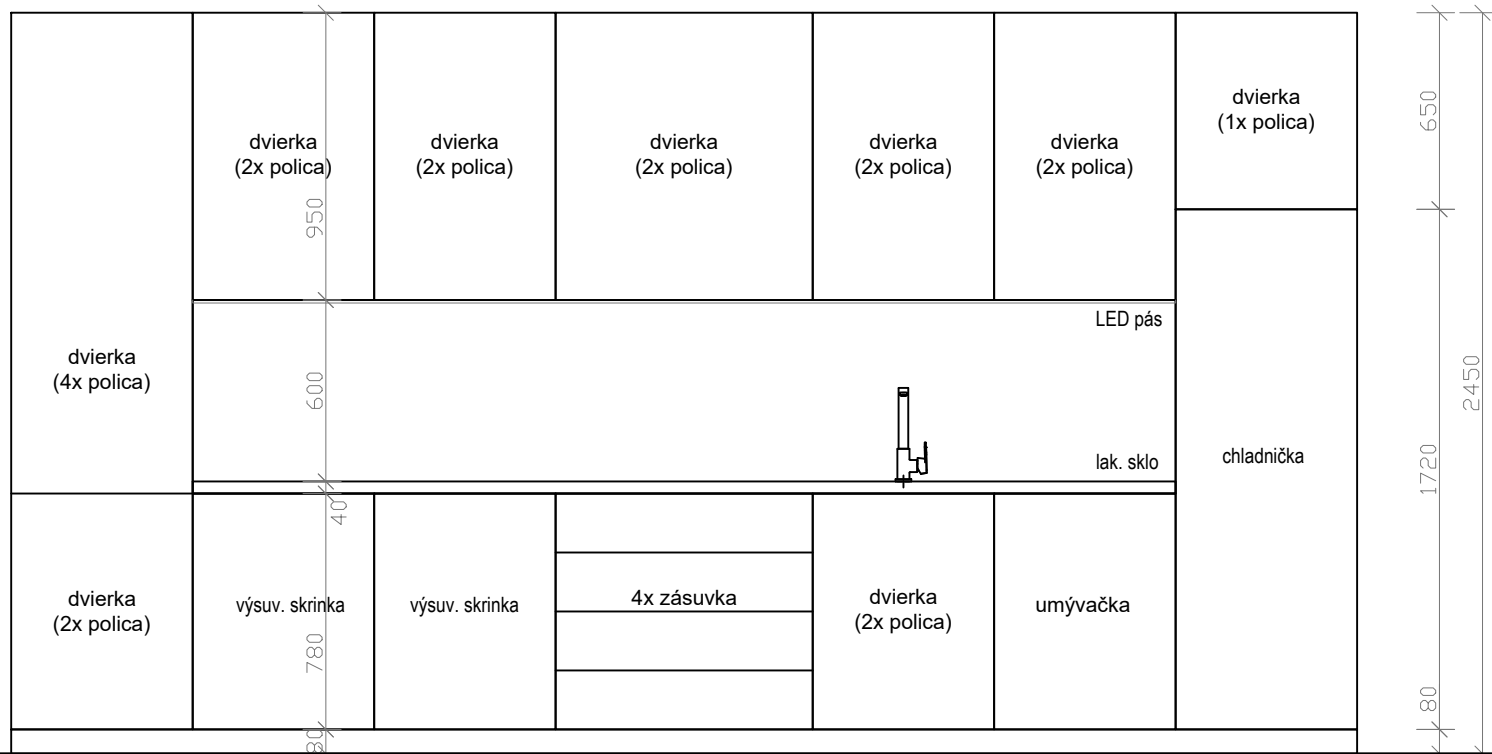 dvierka
(1x polica)
dvierka
(2x polica)
dvierka
(2x polica)
dvierka
(2x polica)
dvierka
(2x polica)
dvierka
(2x polica)
650
950
LED pás
dvierka
(4x polica)
600
2450
lak. sklo
chladnička
1720
40
dvierka
(2x polica)
výsuv. skrinka
výsuv. skrinka
4x zásuvka
dvierka
(2x polica)
umývačka
780
80
80